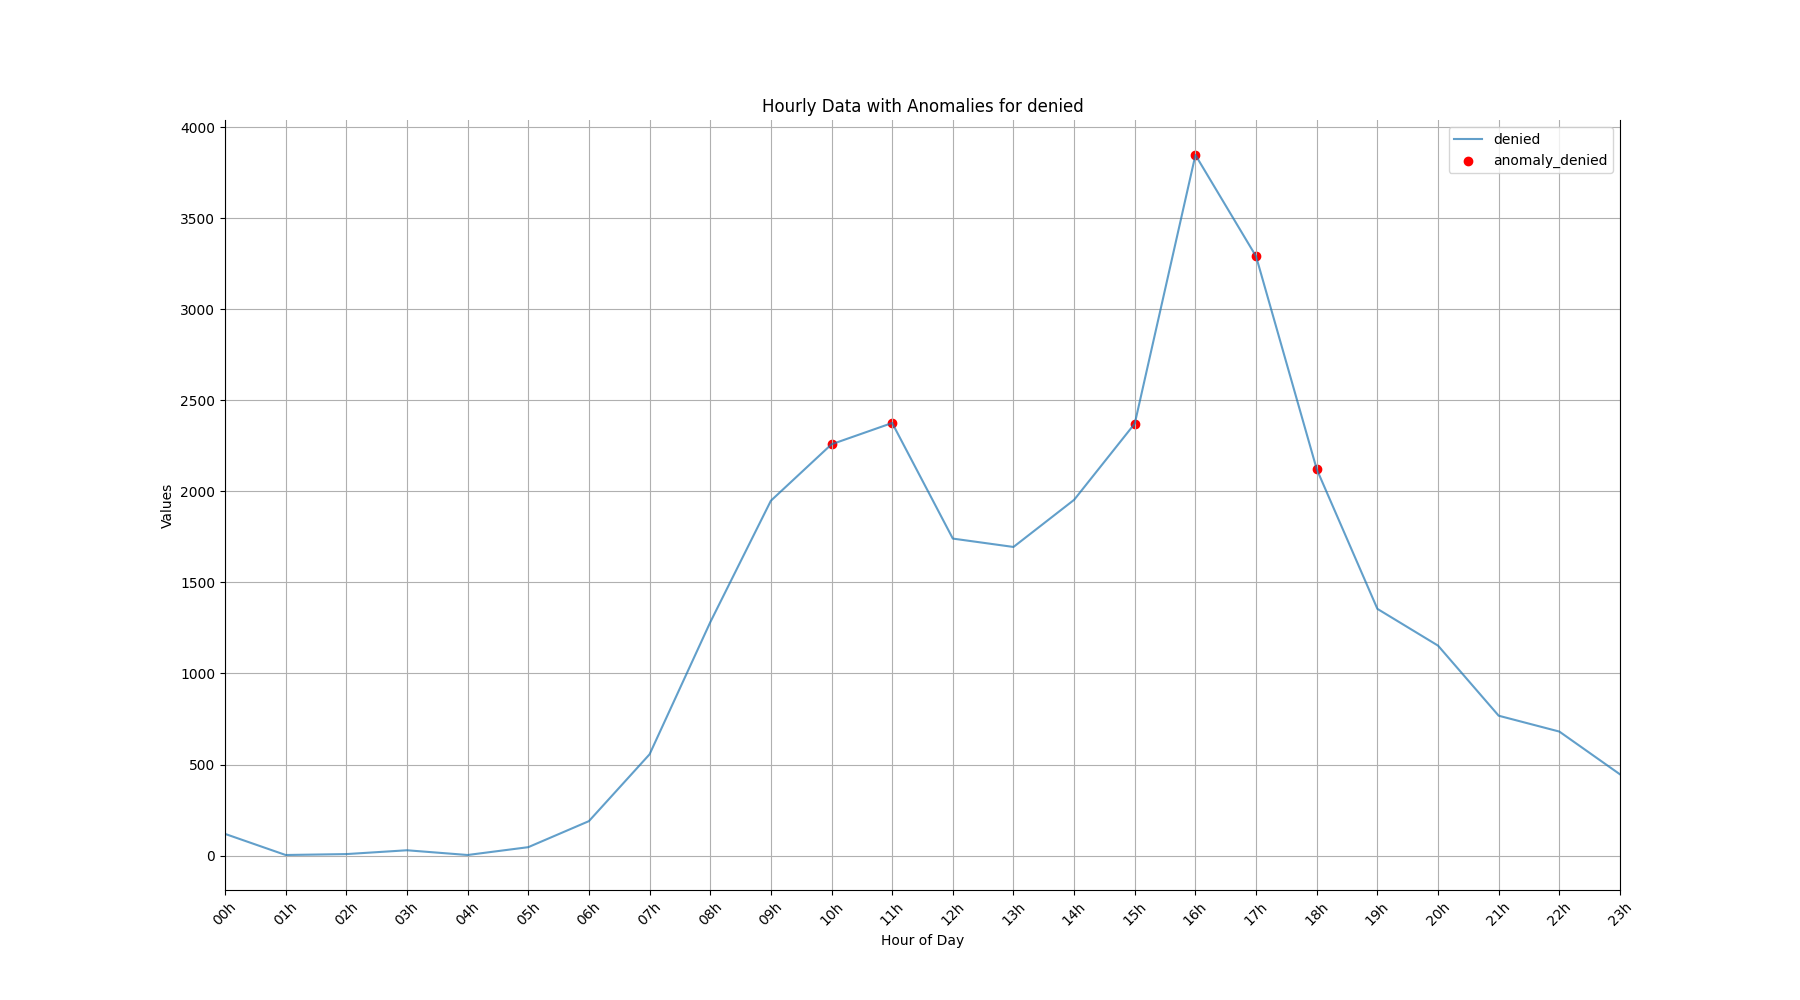 Hourly Data with Anomalies for denied
denied
anomaly_denied
4000
3500
3000
2500
2000
1500
1000
500
0
Values
00h 01h 02h 03h 04h 05h 06h 07h 08h 09h 10h 11h 12h 13h 14h 15h 16h 17h 18h 19h 20h 21h 22h 23h
Hour of Day